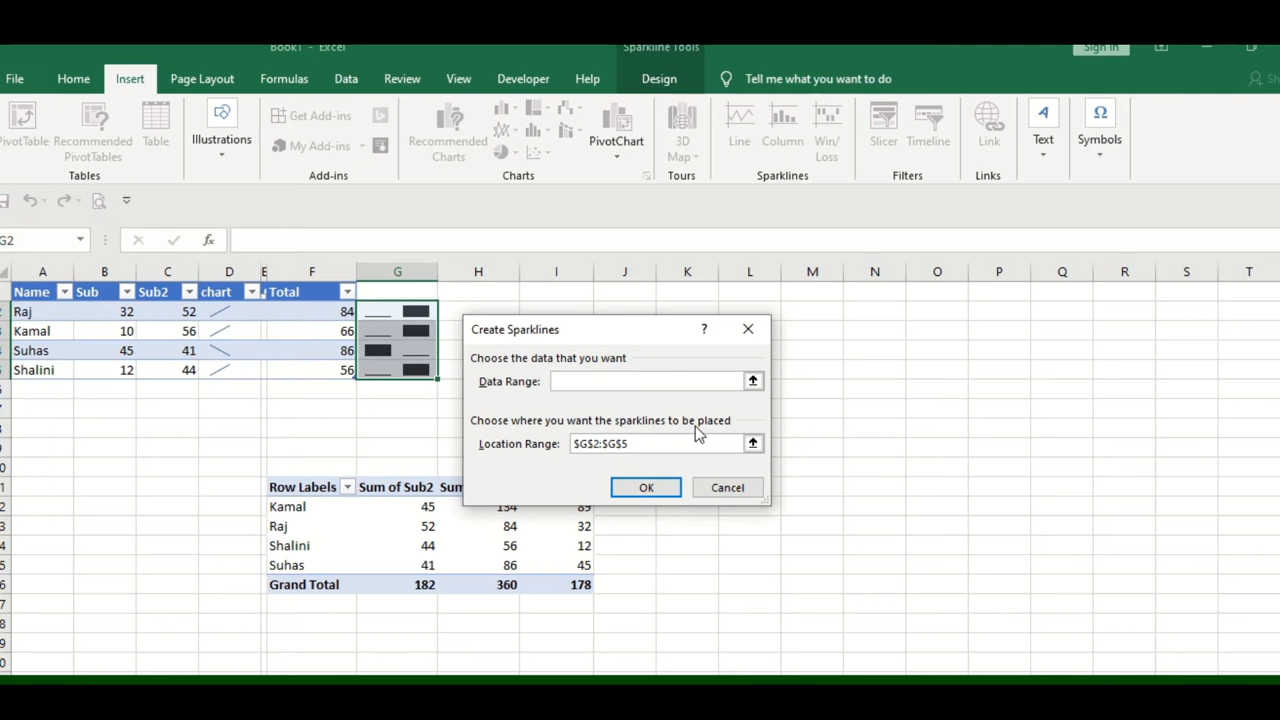 Book1 - Excel
Sparkline Tools
Sign in
File Home Insert Page Layout Formulas Data Review View Developer Help Design Tell me what you want to do
PivotTable
Recommended PivotTables
Table
Tables
Illustrations
Get Add-ins
My Add-ins
Add-ins
Recommended Charts
PivotChart
Charts
3D Map
Tours
Line
Column
Win/Loss
Sparklines
Slicer
Timeline
Filters
Link
Links
A
Text
Ω
Symbols
G2
fx
A B C D E F G H I J K L M N O P Q R S T
Name Sub Sub2 chart Total
Raj 32 52 84
Kamal 10 56 66
Suhas 45 41 86
Shalini 12 44 56
Create Sparklines ?
Choose the data that you want
Data Range:
Choose where you want the sparklines to be placed
Location Range: $G$2:$G$5
OK Cancel
Row Labels Sum of Sub2
Kamal 45 134 89
Raj 52 84 32
Shalini 44 56 12
Suhas 41 86 45
Grand Total 182 360 178